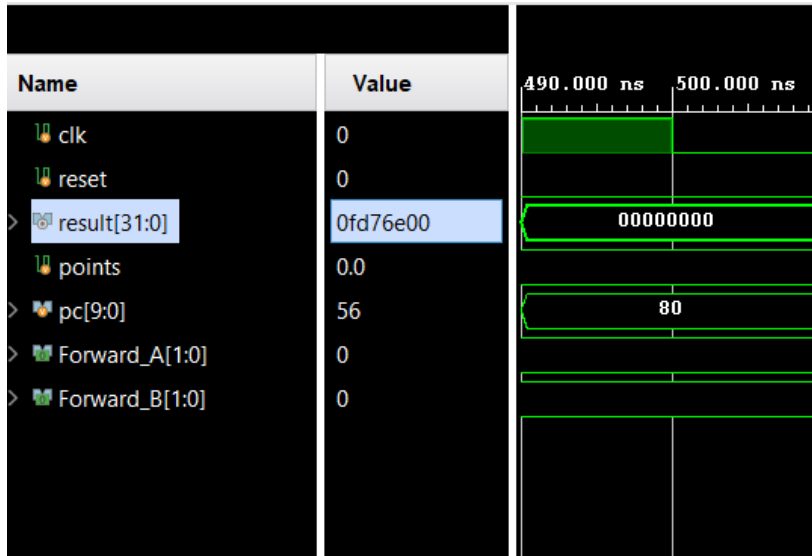 Name Value 490.000 ns 500.000 ns
clk 0
reset 0
result[31:0] 0fd76e00 00000000
points 0.0
pc[9:0] 56 80
Forward_A[1:0] 0
Forward_B[1:0] 0